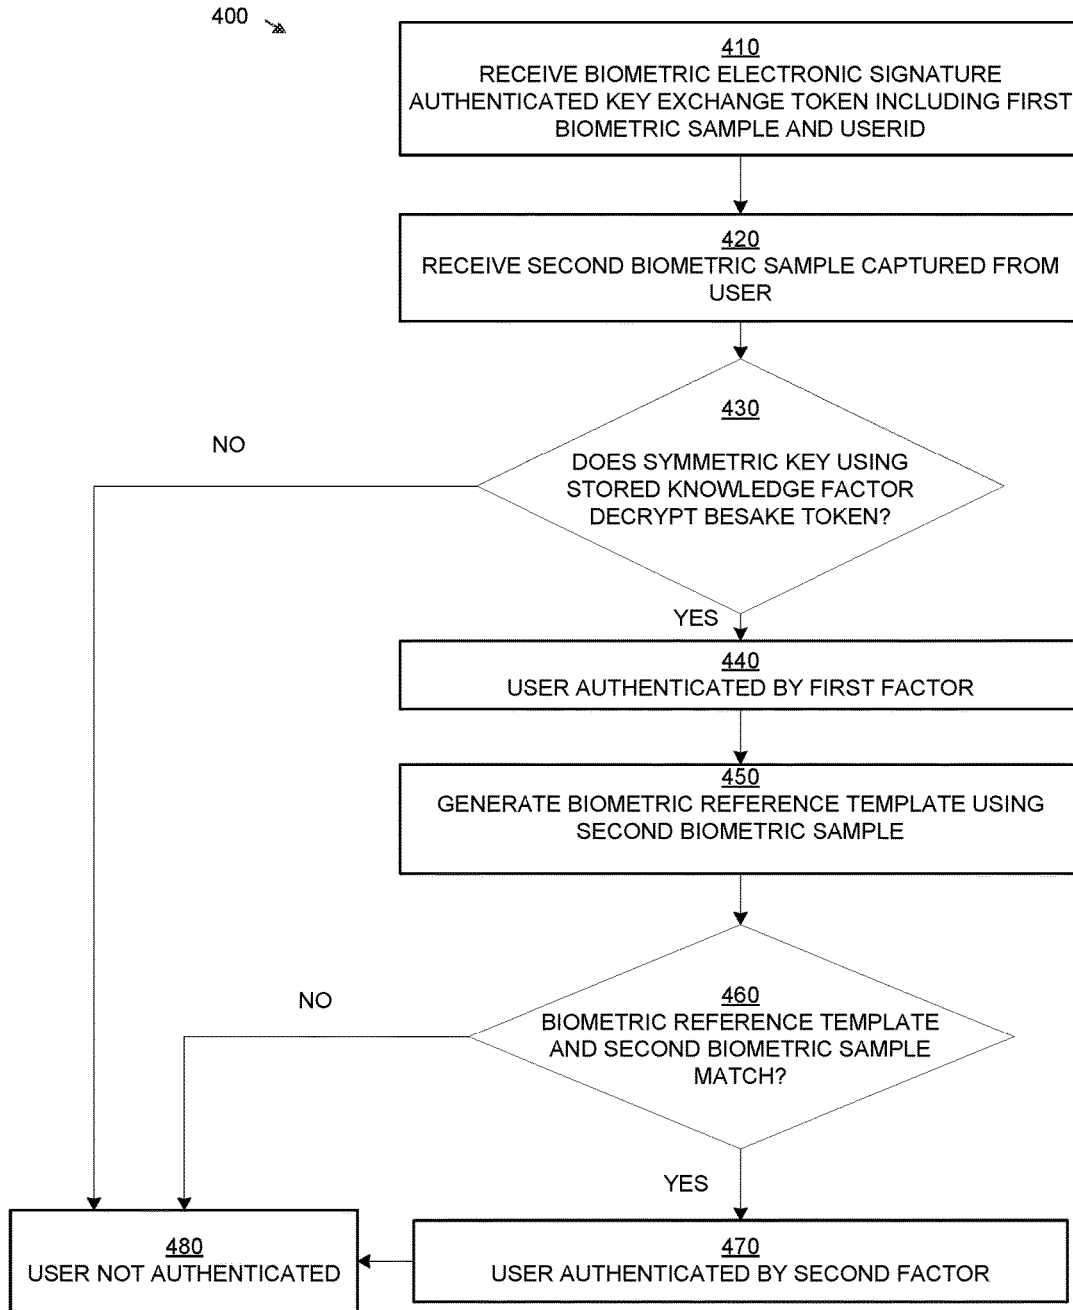 400
410
RECEIVE BIOMETRIC ELECTRONIC SIGNATURE
AUTHENTICATED KEY EXCHANGE TOKEN INCLUDING FIRST
BIOMETRIC SAMPLE AND USERID
420
RECEIVE SECOND BIOMETRIC SAMPLE CAPTURED FROM
USER
430
NO
DOES SYMMETRIC KEY USING
STORED KNOWLEDGE FACTOR
DECRYPT BESAKE TOKEN?
YES
440
USER AUTHENTICATED BY FIRST FACTOR
450
GENERATE BIOMETRIC REFERENCE TEMPLATE USING
SECOND BIOMETRIC SAMPLE
460
NO
BIOMETRIC REFERENCE TEMPLATE
AND SECOND BIOMETRIC SAMPLE
MATCH?
YES
480
USER NOT AUTHENTICATED
470
USER AUTHENTICATED BY SECOND FACTOR